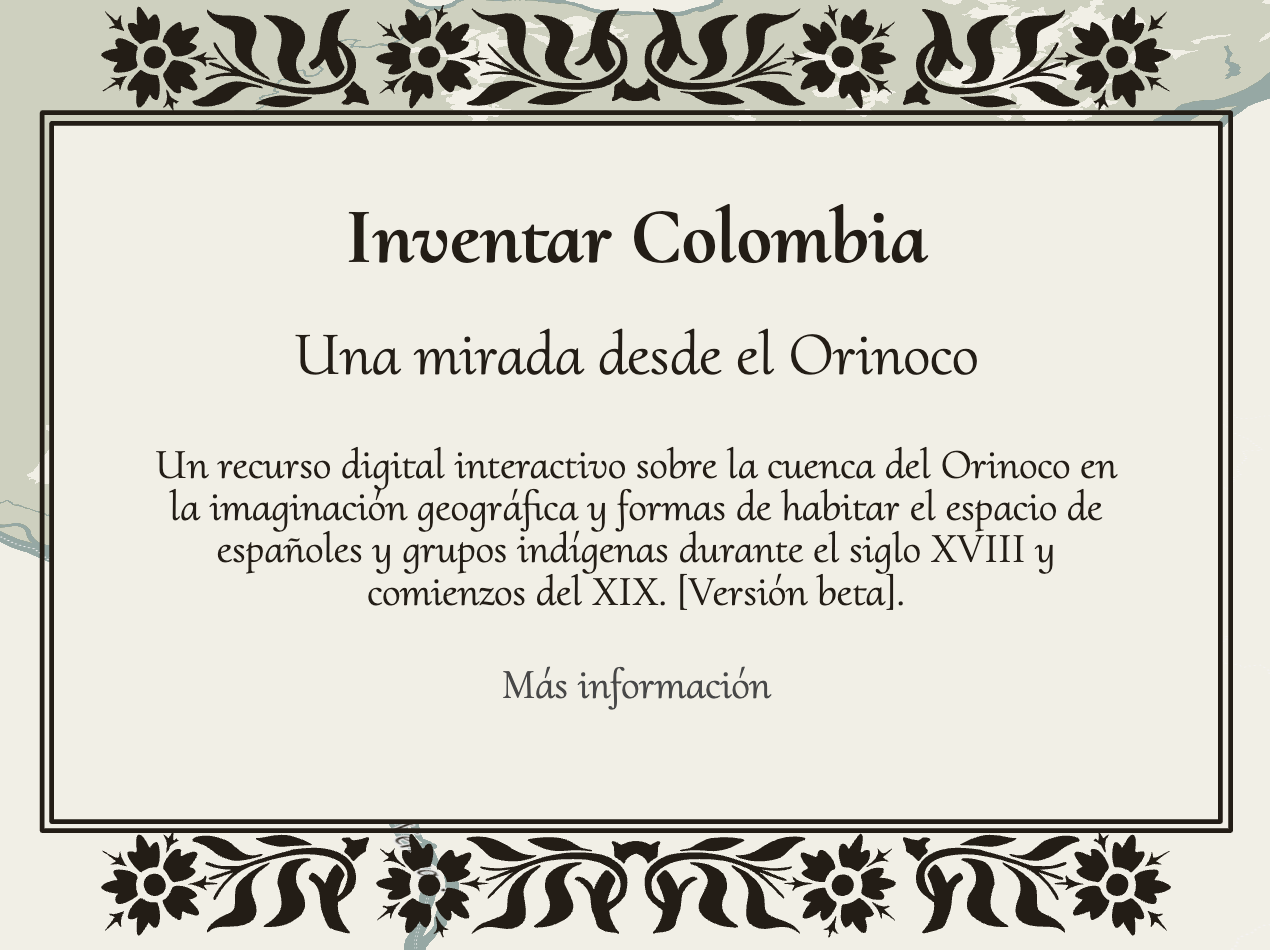 Inventar Colombia
Una mirada desde el Orinoco
Un recurso digital interactivo sobre la cuenca del Orinoco en
la imaginación geográfica y formas de habitar el espacio de
españoles y grupos indígenas durante el siglo XVIII y
comienzos del XIX. [Versión beta].
Más información